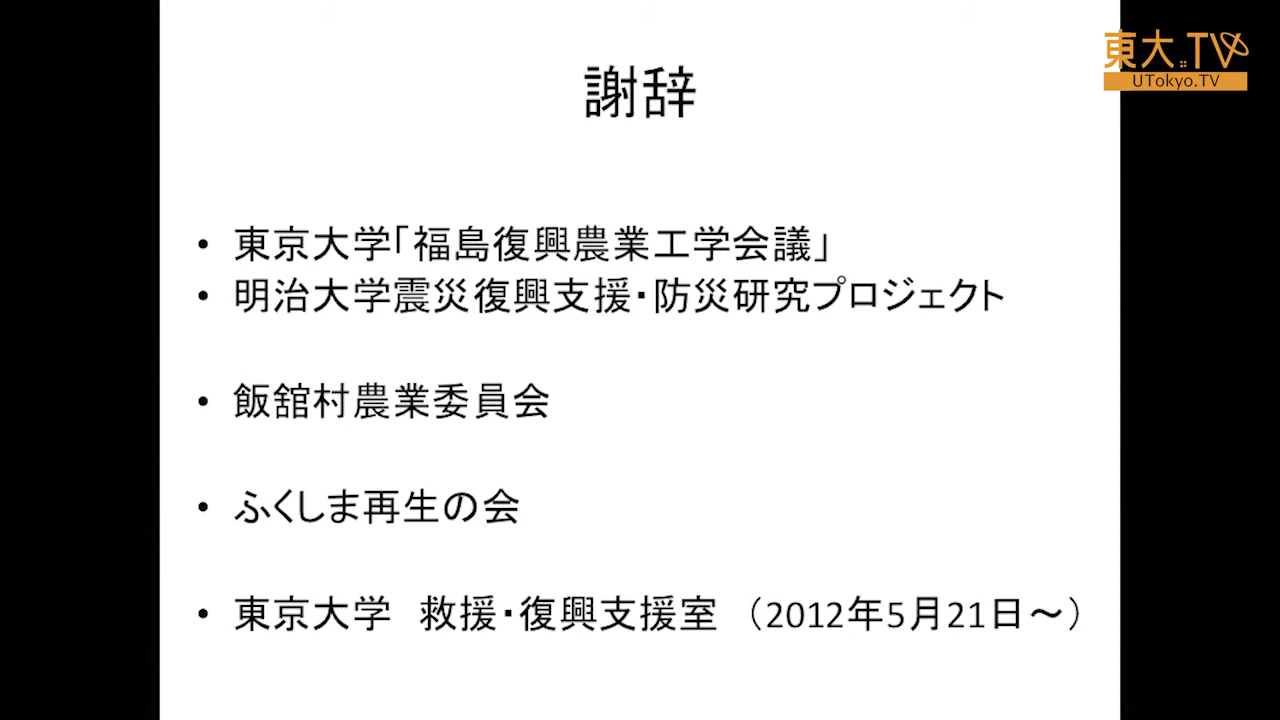 東大.TV
UTokyo.TV
謝辞
• 東京大学「福島復興農業工学会議」
• 明治大学震災復興支援・防災研究プロジェクト
• 飯舘村農業委員会
• ふくしま再生の会
• 東京大学　救援・復興支援室　（2012年5月21日～）